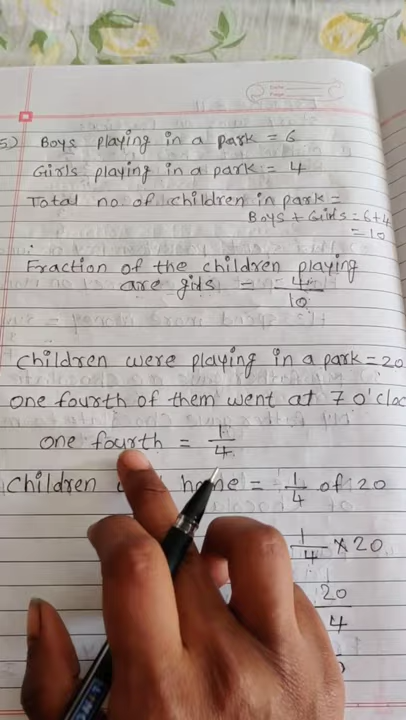 5) Boys playing in a park = 6
Girls playing in a park = 4
Total no. of children in park =
Boys + Girls = 6+4
= 10
Fraction of the children playing
are girls = 4/10
Children were playing in a park = 20
one fourth of them went at 7 o'cloc
one fourth = 1/4
Children home = 1/4 of 20
1/4 × 20
20
4